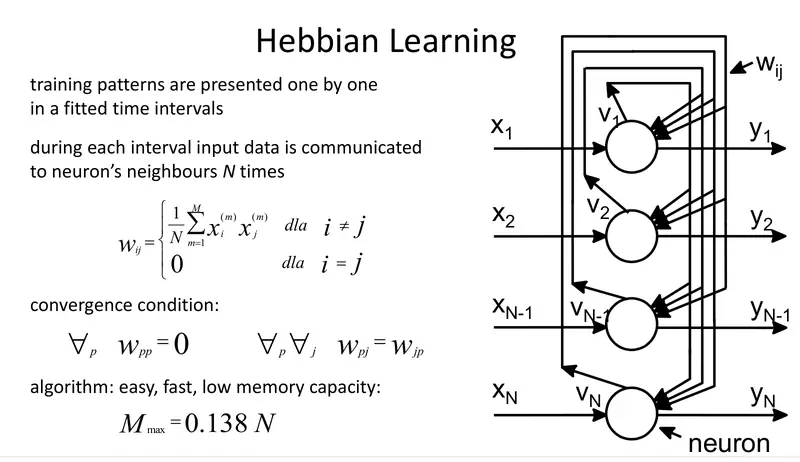 Hebbian Learning
training patterns are presented one by one
in a fitted time intervals
during each interval input data is communicated
to neuron's neighbours N times
w_ij = { 1/N ∑_{m=1}^{M} x_i^{(m)} x_j^{(m)} dla i ≠ j
0 dla i = j
convergence condition:
∀_p w_pp = 0 ∀_p ∀_j w_pj = w_jp
algorithm: easy, fast, low memory capacity:
M_max = 0.138 N
w_ij
x_1 v_1 y_1
x_2 v_2 y_2
x_N-1 v_N-1 y_N-1
x_N v_N y_N
neuron